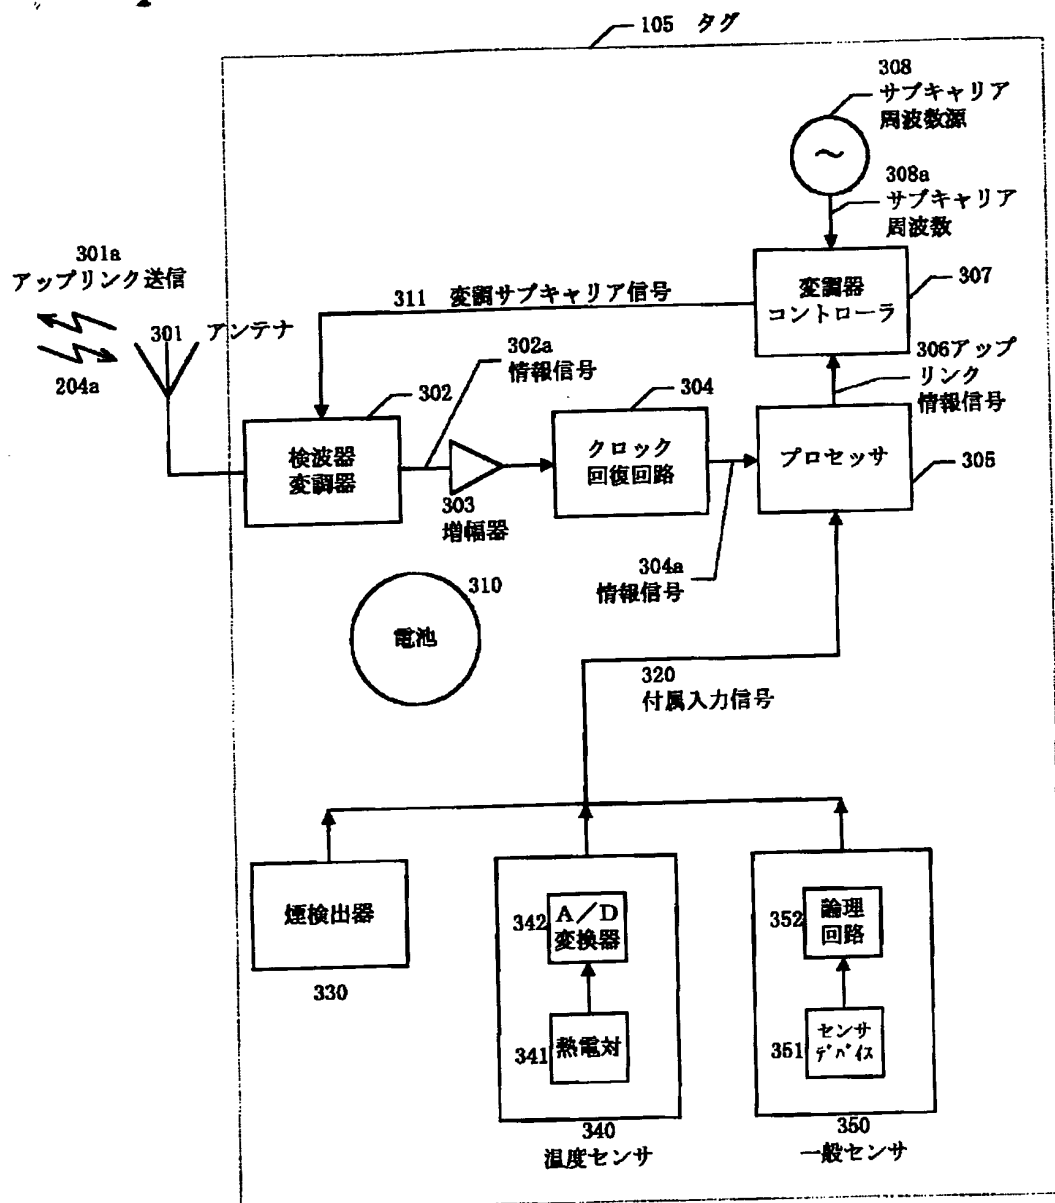 105 タグ
308
サブキャリア
周波数源
～
308a
サブキャリア
周波数
301a
アップリンク送信
301 アンテナ
204a
311 変調サブキャリア信号
変調器
コントローラ
307
302a
情報信号
306アップ
リンク
情報信号
302
検波器
変調器
303
増幅器
304
クロック
回復回路
プロセッサ
305
304a
情報信号
310
電池
320
付属入力信号
煙検出器
330
342
A／D
変換器
341
熱電対
340
温度センサ
352
論理
回路
351
センサ
ﾃﾞﾊﾞｲｽ
350
一般センサ